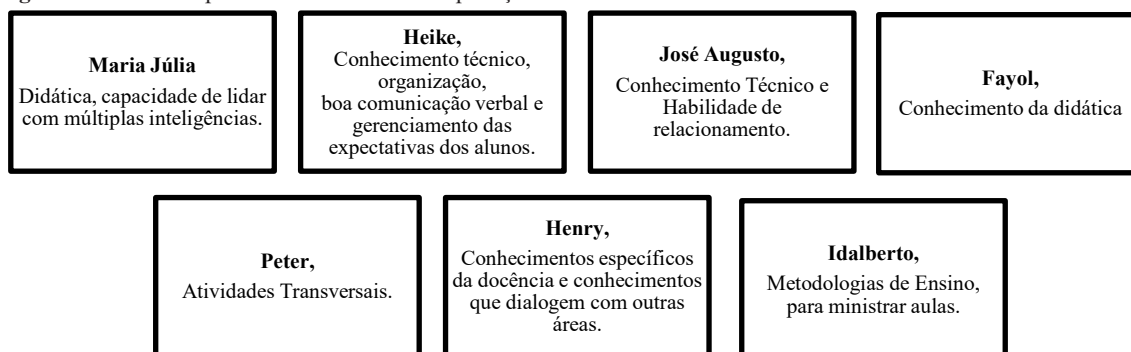 Maria Júlia
Didática, capacidade de lidar
com múltiplas inteligências.
Heike,
Conhecimento técnico,
organização,
boa comunicação verbal e
gerenciamento das
expectativas dos alunos.
José Augusto,
Conhecimento Técnico e
Habilidade de
relacionamento.
Fayol,
Conhecimento da didática
Peter,
Atividades Transversais.
Henry,
Conhecimentos específicos
da docência e conhecimentos
que dialogem com outras
áreas.
Idalberto,
Metodologias de Ensino,
para ministrar aulas.